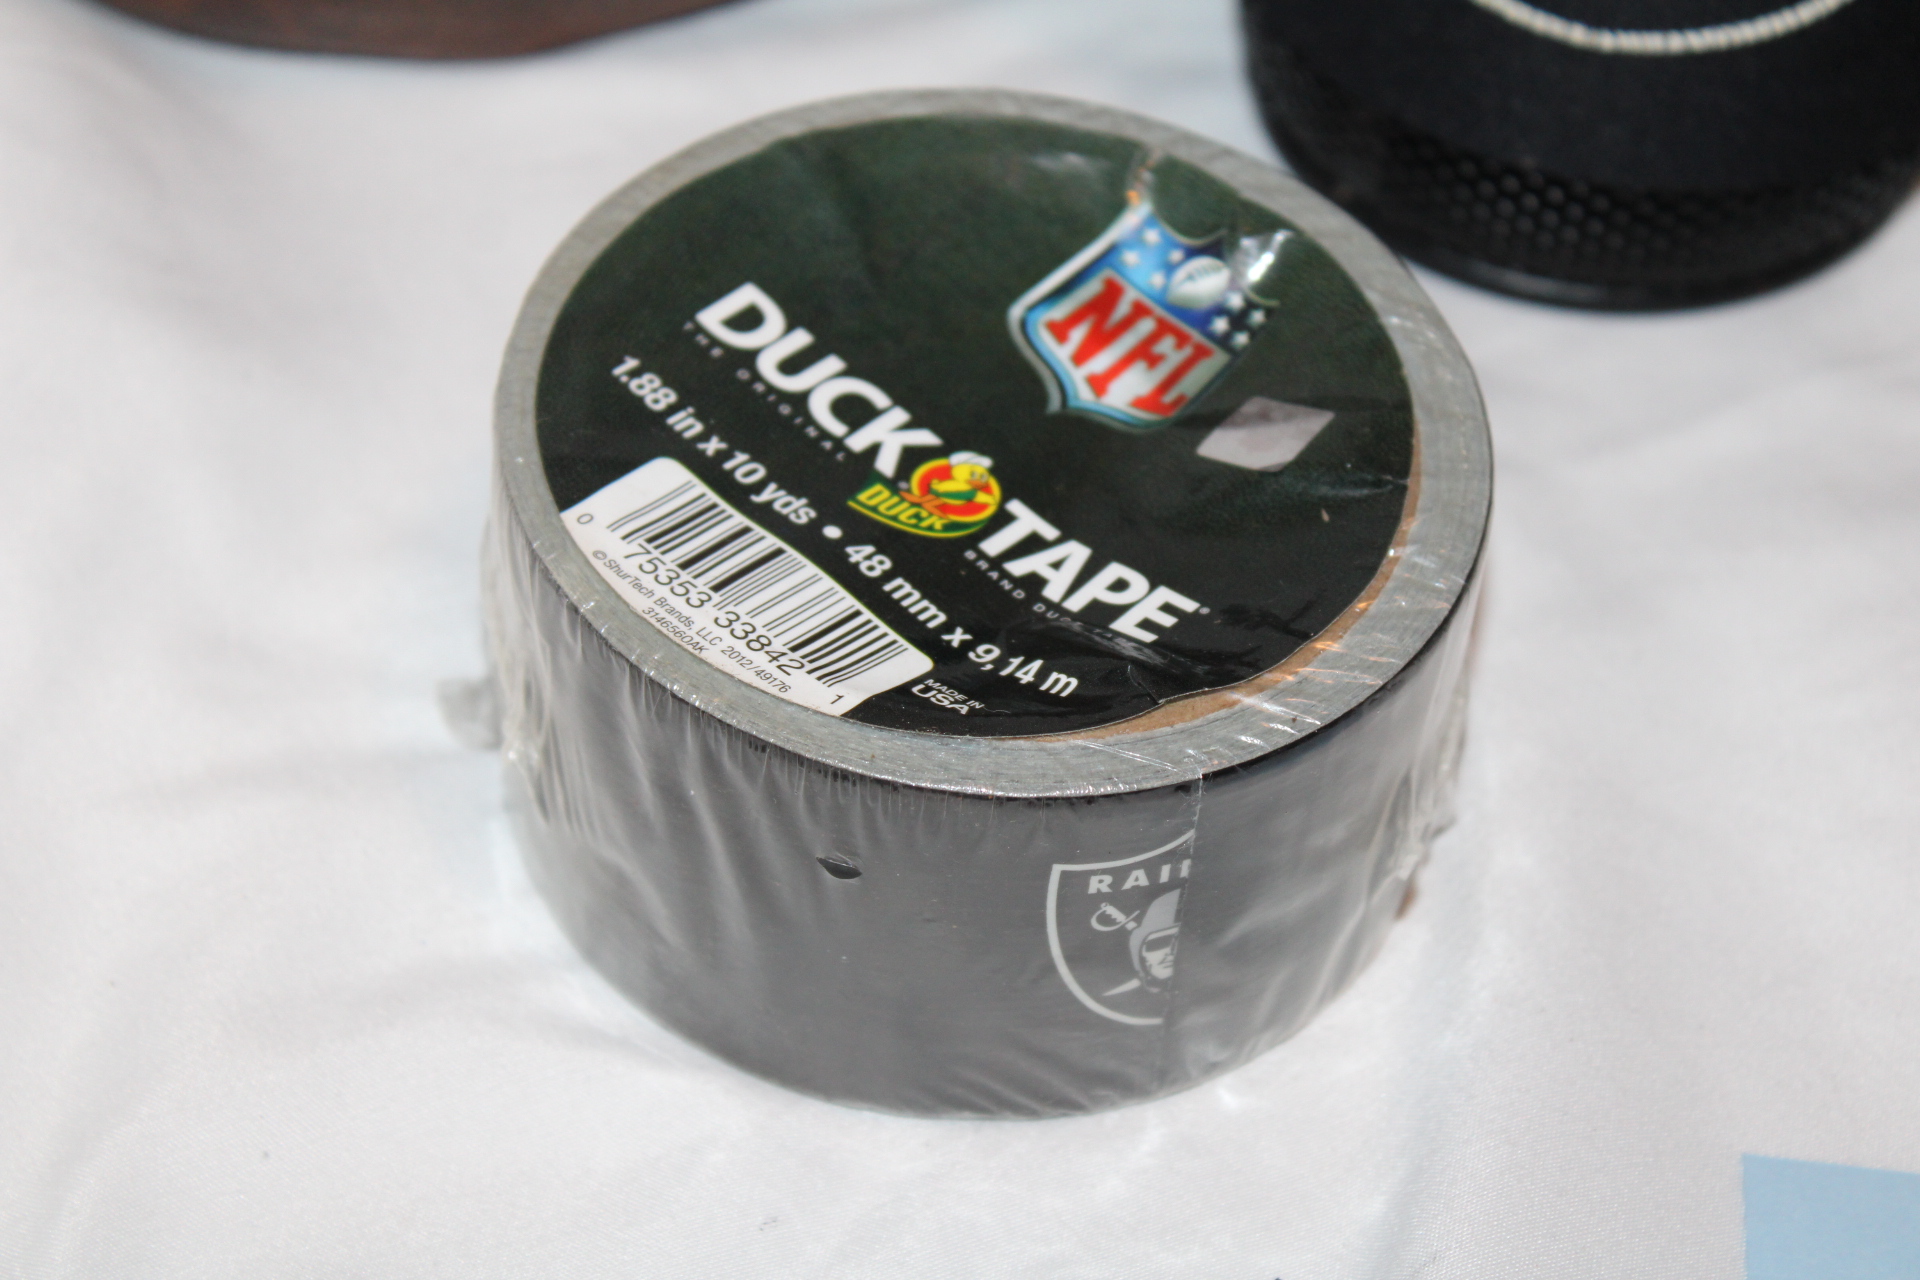 NFL
DUCK TAPE
THE ORIGINAL
DUCK
BRAND DUCT TAPE
1.88 in x 10 yds • 48 mm x 9,14 m
0 75353 33842 1
©ShurTech Brands, LLC 2012/49176
3146560AK
MADE IN
USA
RAI